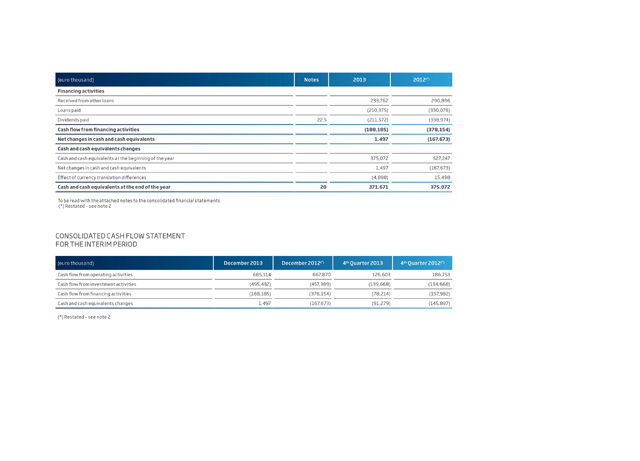 (euro thousand) Notes 2013 2012(*)
Financing activities
Received from other loans 233,762 290,896
Loans paid (210,375) (330,076)
Dividends paid 22.5 (211,572) (338,974)
Cash flow from financing activities (188,185) (378,154)
Net changes in cash and cash equivalents 1,497 (167,673)
Cash and cash equivalents changes
Cash and cash equivalents at the beginning of the year 375,072 527,247
Net changes in cash and cash equivalents 1,497 (167,673)
Effect of currency translation differences (4,898) 15,498
Cash and cash equivalents at the end of the year 20 371,671 375,072
To be read with the attached notes to the consolidated financial statements
(*) Restated - see note 2
CONSOLIDATED CASH FLOW STATEMENT
FOR THE INTERIM PERIOD
(euro thousand) December 2013 December 2012(*) 4th Quarter 2013 4th Quarter 2012(*)
Cash flow from operating activities 685,114 667,870 126,603 186,753
Cash flow from investment activities (495,432) (457,389) (139,668) (194,668)
Cash flow from financing activities (188,185) (378,154) (78,214) (137,982)
Cash and cash equivalents changes 1,497 (167,673) (91,279) (145,897)
(*) Restated - see note 2